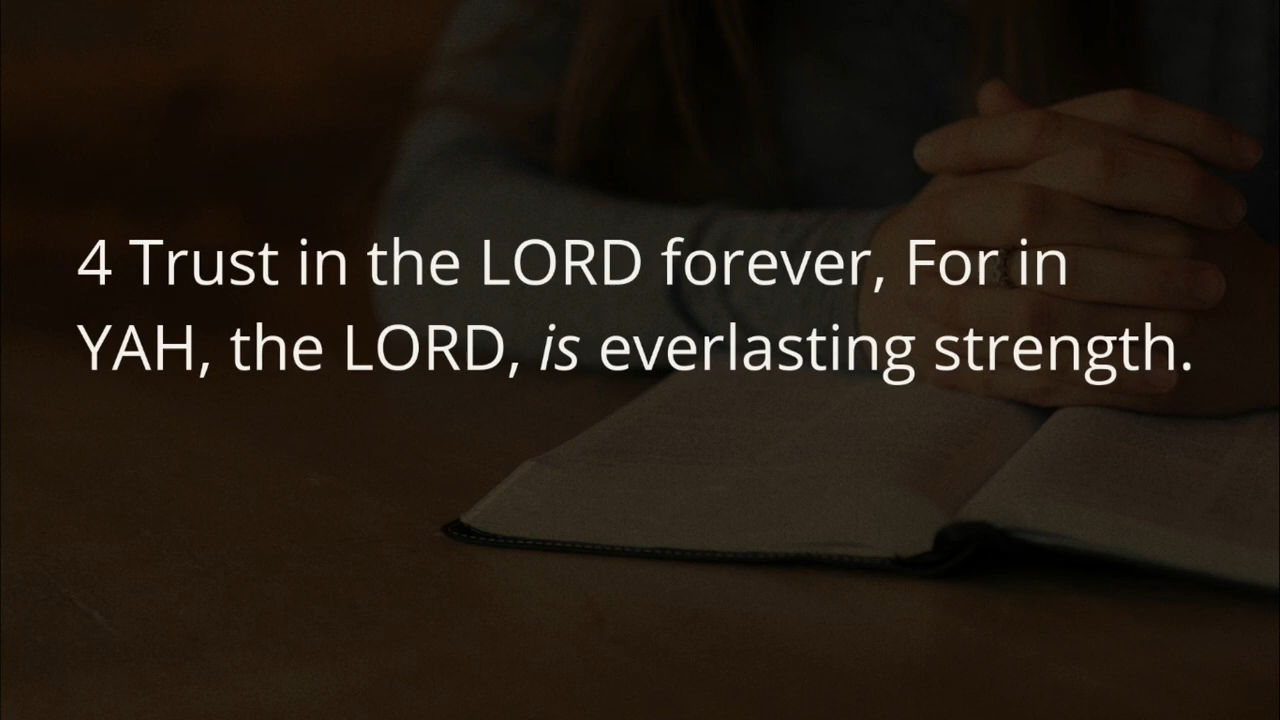 4 Trust in the LORD forever, For in
YAH, the LORD, is everlasting strength.